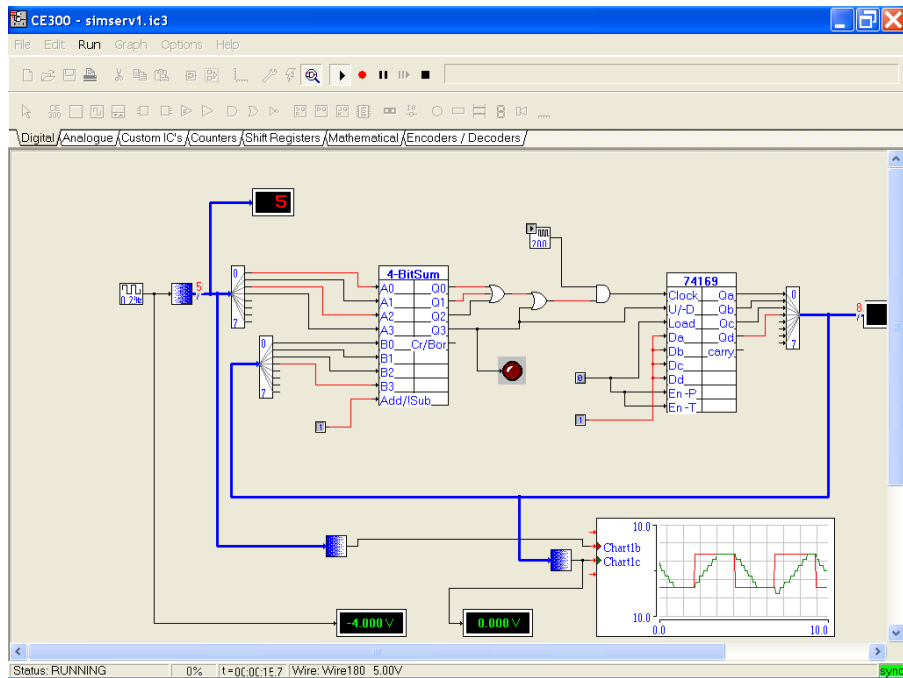 CE300 - simserv1.ic3
File Edit Run Graph Options Help
CE 300
Digital Analogue Custom IC's Counters Shift Registers Mathematical Encoders / Decoders
5
200
4-BitSum
74169
5
0
7
A0 Q0
A1 Q1
A2 Q2
A3 Q3
B0 Cr/Bor
B1
B2
B3
Add/!Sub
0
7
1
Clock Qa
U/-D Qb
Load Qc
Da Qd
Db carry
Dc
Dd
En-P
En-T
0
1
0
7
8
10.0
Chart1b
Chart1c
10.0
0.0 10.0
-4.000 V
0.000 V
Status: RUNNING 0% t=00:00:15.7 Wire: Wire180 5.00V sync